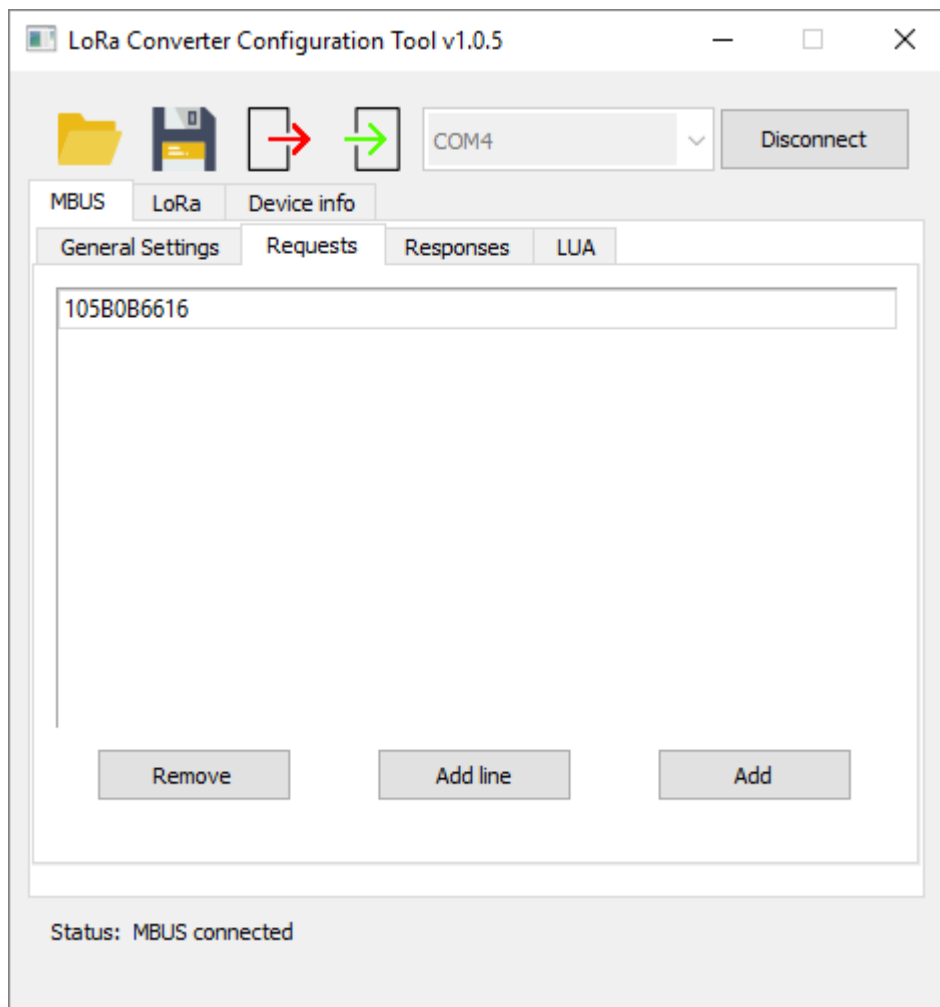 LoRa Converter Configuration Tool v1.0.5
COM4
Disconnect
MBUS LoRa Device info
General Settings Requests Responses LUA
105B0B6616
Remove Add line Add
Status: MBUS connected